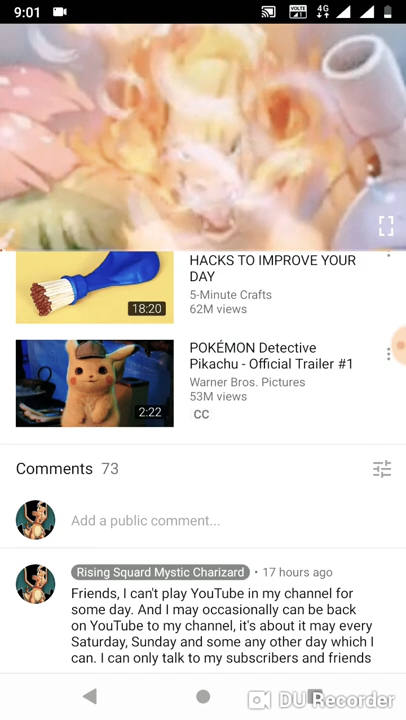 9:01
VOLTE
4G
HACKS TO IMPROVE YOUR
DAY
5-Minute Crafts
62M views
18:20
POKÉMON Detective
Pikachu - Official Trailer #1
Warner Bros. Pictures
53M views
CC
2:22
Comments 73
Add a public comment...
Rising Squard Mystic Charizard • 17 hours ago
Friends, I can't play YouTube in my channel for
some day. And I may occasionally can be back
on YouTube to my channel, it's about it may every
Saturday, Sunday and some any other day which I
can. I can only talk to my subscribers and friends
DU Recorder